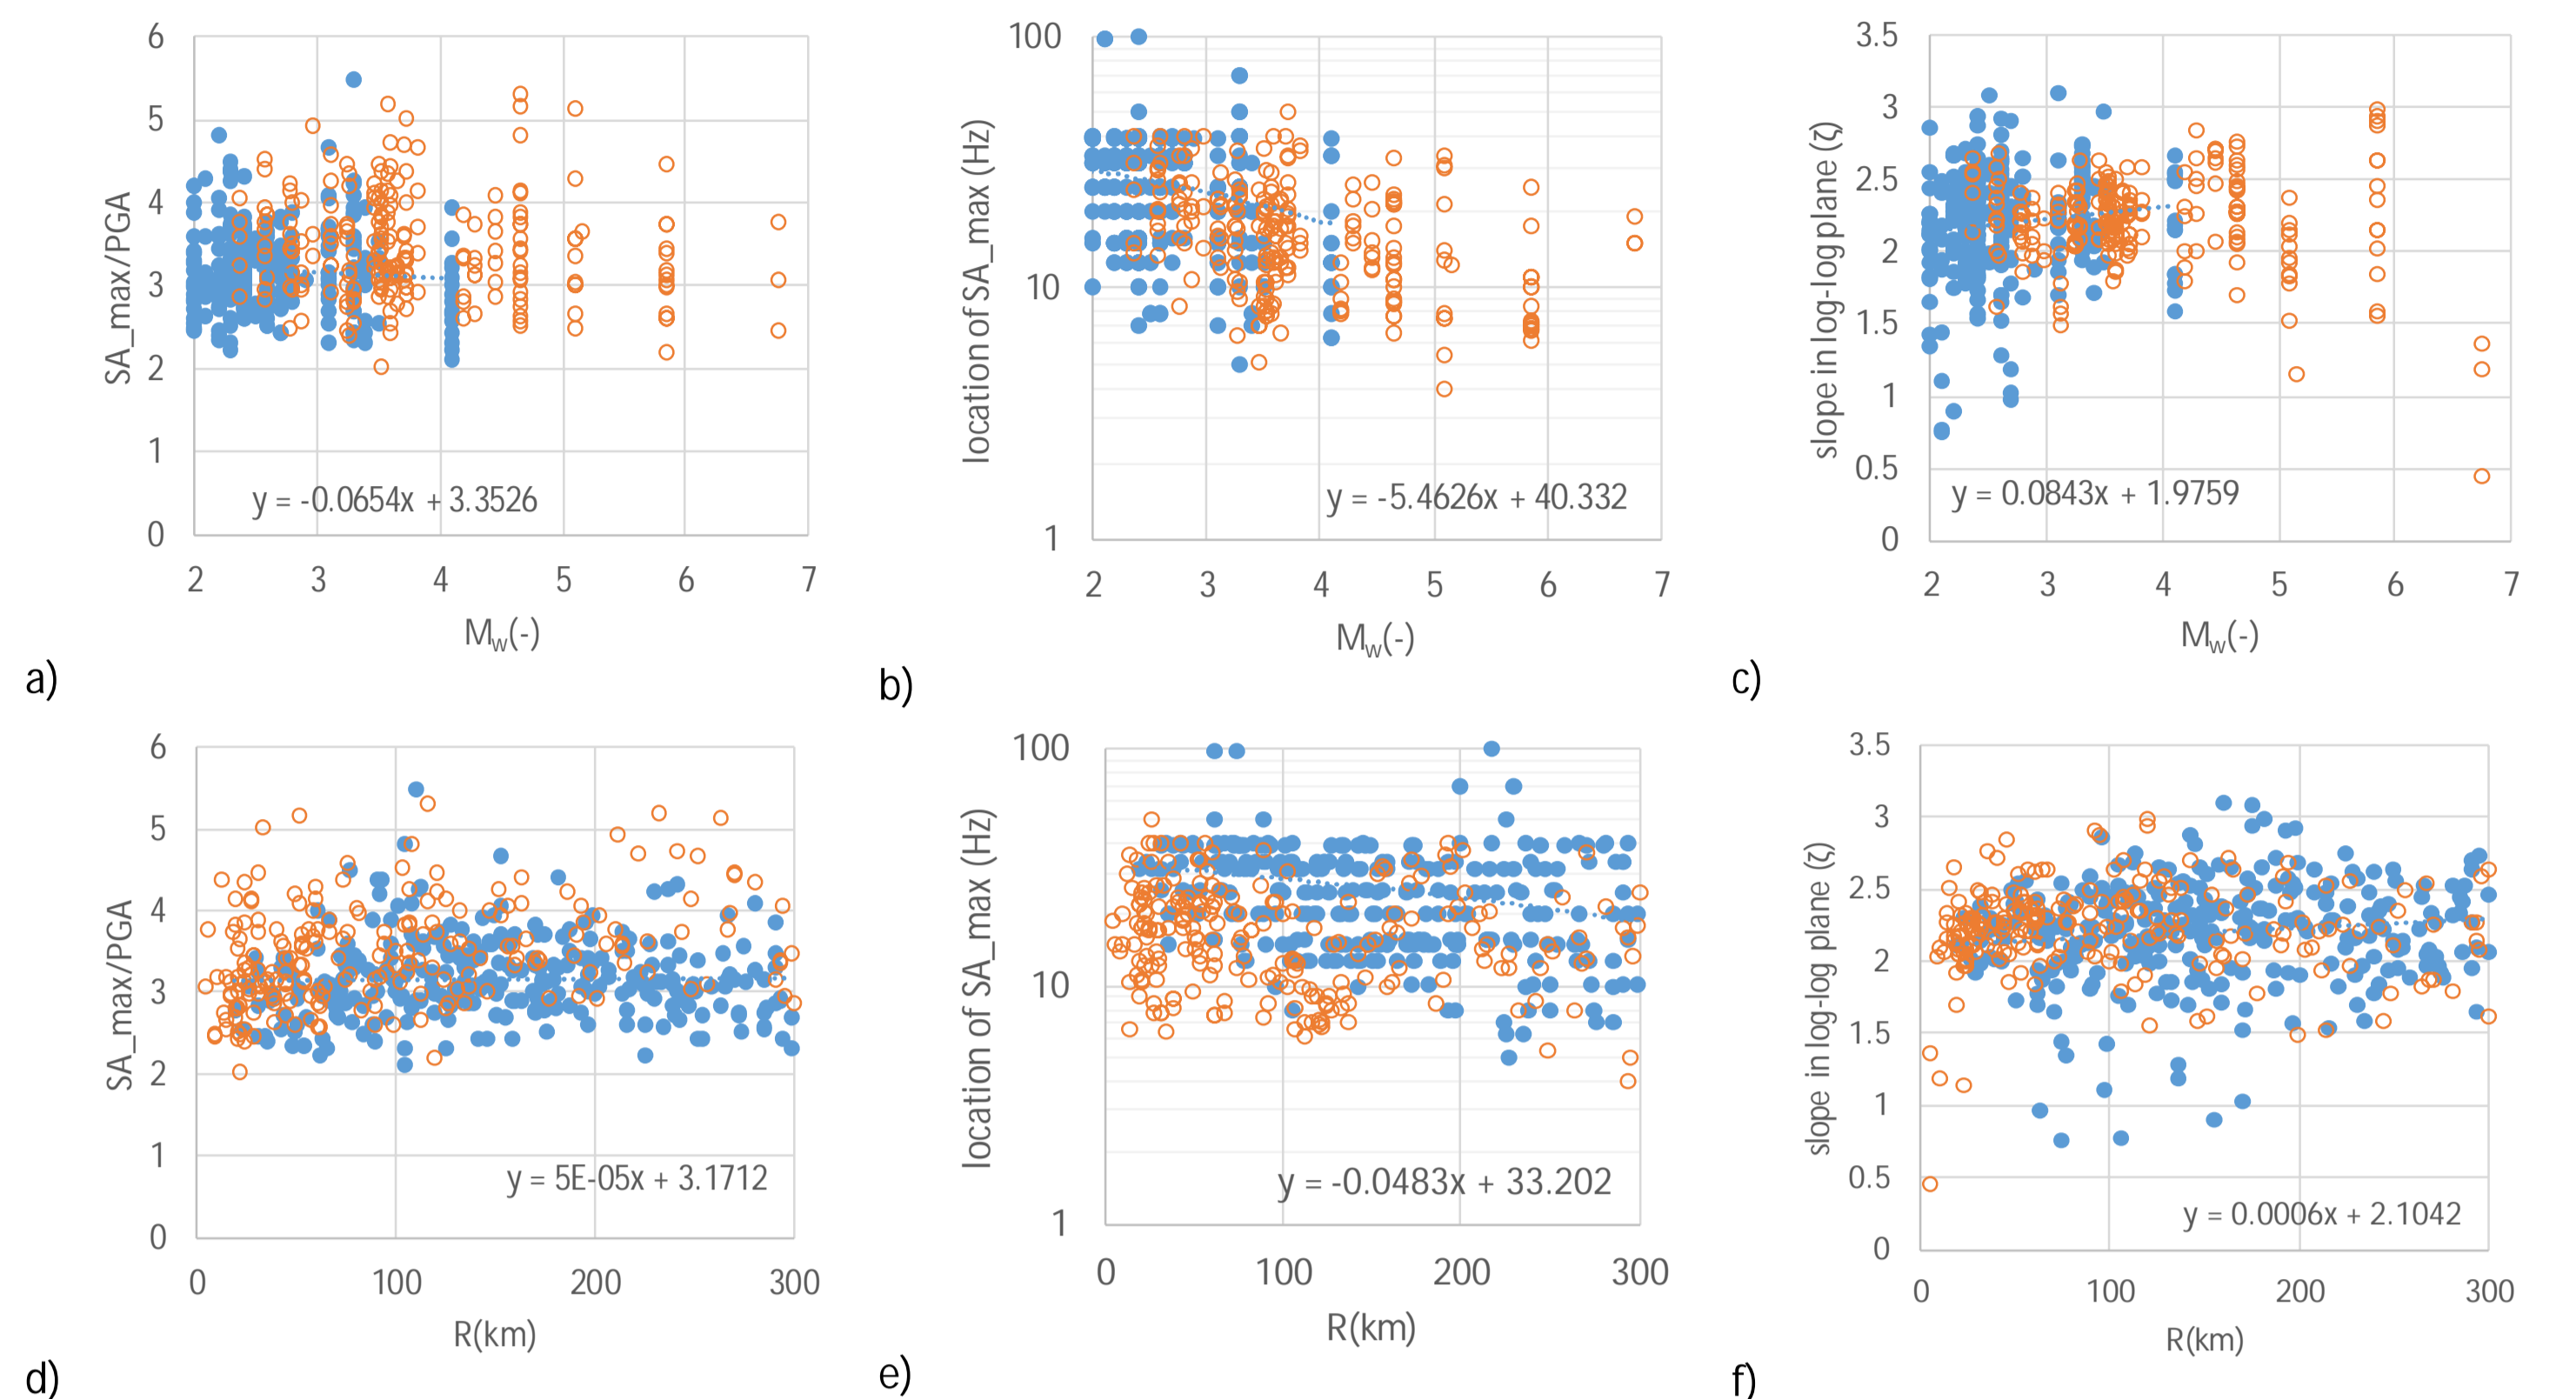 6
5
4
3
2
1
0
SA_max/PGA
y = -0.0654x + 3.3526
2 3 4 5 6 7
Mw(-)
a)
100
10
1
location of SA_max (Hz)
y = -5.4626x + 40.332
2 3 4 5 6 7
Mw(-)
b)
3.5
3
2.5
2
1.5
1
0.5
0
slope in log-log plane (ζ)
y = 0.0843x + 1.9759
2 3 4 5 6 7
Mw(-)
c)
6
5
4
3
2
1
0
SA_max/PGA
y = 5E-05x + 3.1712
0 100 200 300
R(km)
d)
100
10
1
location of SA_max (Hz)
y = -0.0483x + 33.202
0 100 200 300
R(km)
e)
3.5
3
2.5
2
1.5
1
0.5
0
slope in log-log plane (ζ)
y = 0.0006x + 2.1042
0 100 200 300
R(km)
f)